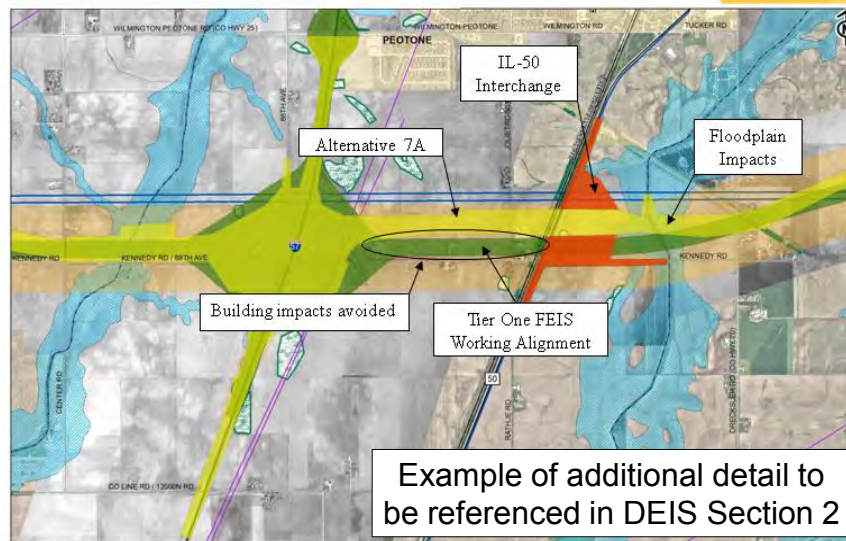 WILMINGTON PEOTONE RD (CO HWY 25)
WILMINGTON-PEOTONE
WILMINGTON RD
TUCKER RD
N
PEOTONE
IL-50
Interchange
88TH AVE
Alternative 7A
Floodplain
Impacts
KENNEDY RD
KENNEDY RD / 88TH AVE
57
KENNEDY RD
Building impacts avoided
Tier One FEIS
Working Alignment
50
CENTER RD
RATHJE RD
CO LINE RD / 12000N RD
Example of additional detail to
be referenced in DEIS Section 2